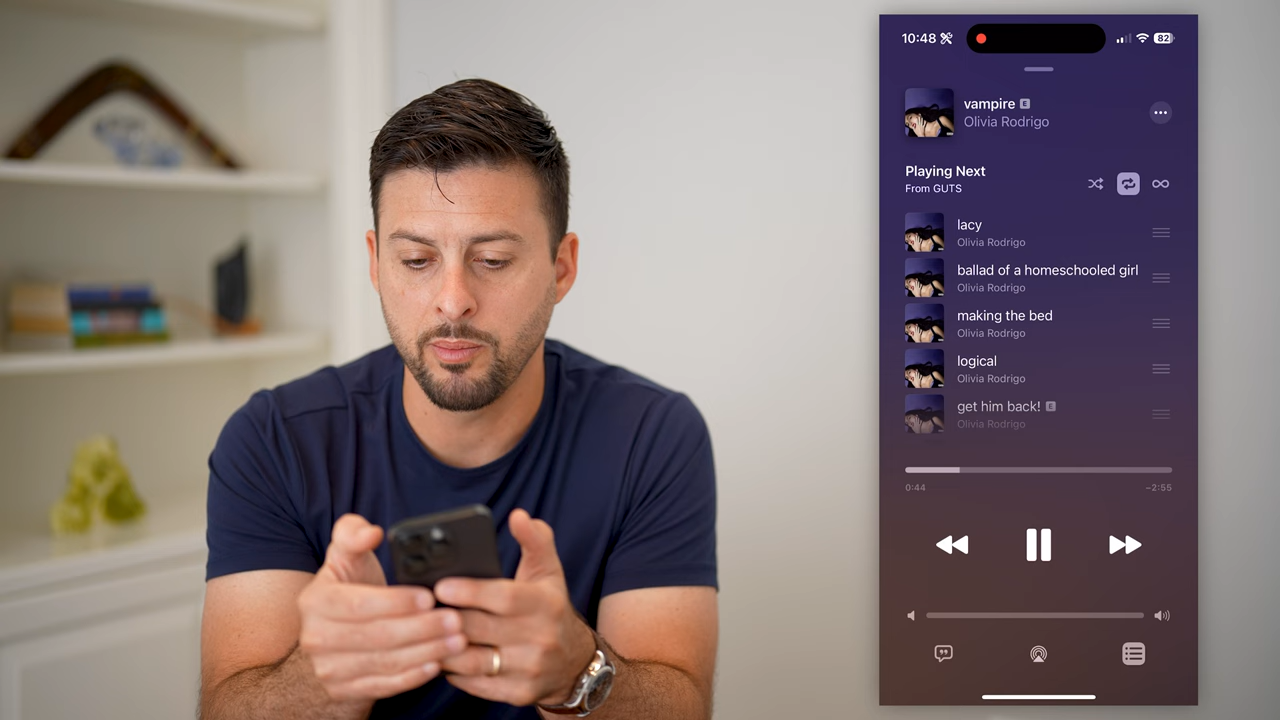 10:48
82
vampire E
Olivia Rodrigo
Playing Next
From GUTS
lacy
Olivia Rodrigo
ballad of a homeschooled girl
Olivia Rodrigo
making the bed
Olivia Rodrigo
logical
Olivia Rodrigo
get him back! E
Olivia Rodrigo
0:44
-2:55